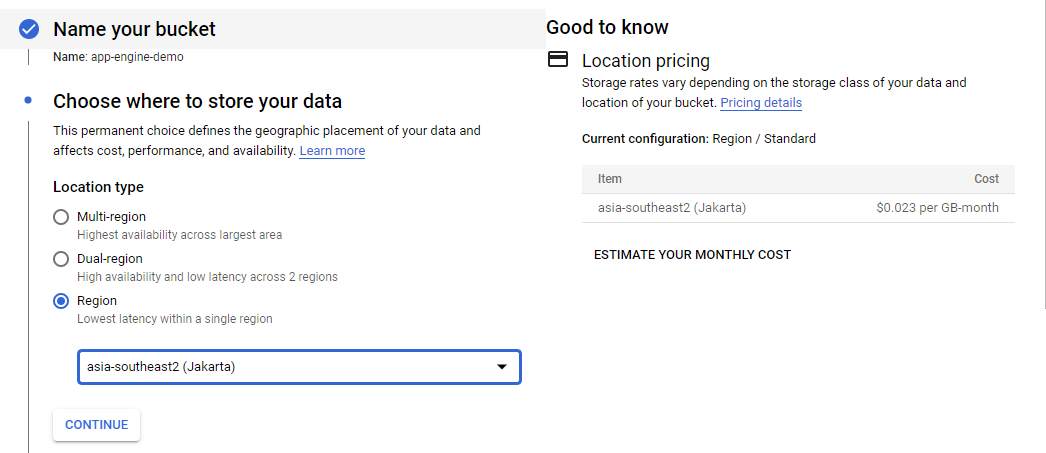 Name your bucket
Name: app-engine-demo
Choose where to store your data
This permanent choice defines the geographic placement of your data and
affects cost, performance, and availability. Learn more
Location type
Multi-region
Highest availability across largest area
Dual-region
High availability and low latency across 2 regions
Region
Lowest latency within a single region
asia-southeast2 (Jakarta)
CONTINUE
Good to know
Location pricing
Storage rates vary depending on the storage class of your data and
location of your bucket. Pricing details
Current configuration: Region / Standard
Item Cost
asia-southeast2 (Jakarta) $0.023 per GB-month
ESTIMATE YOUR MONTHLY COST